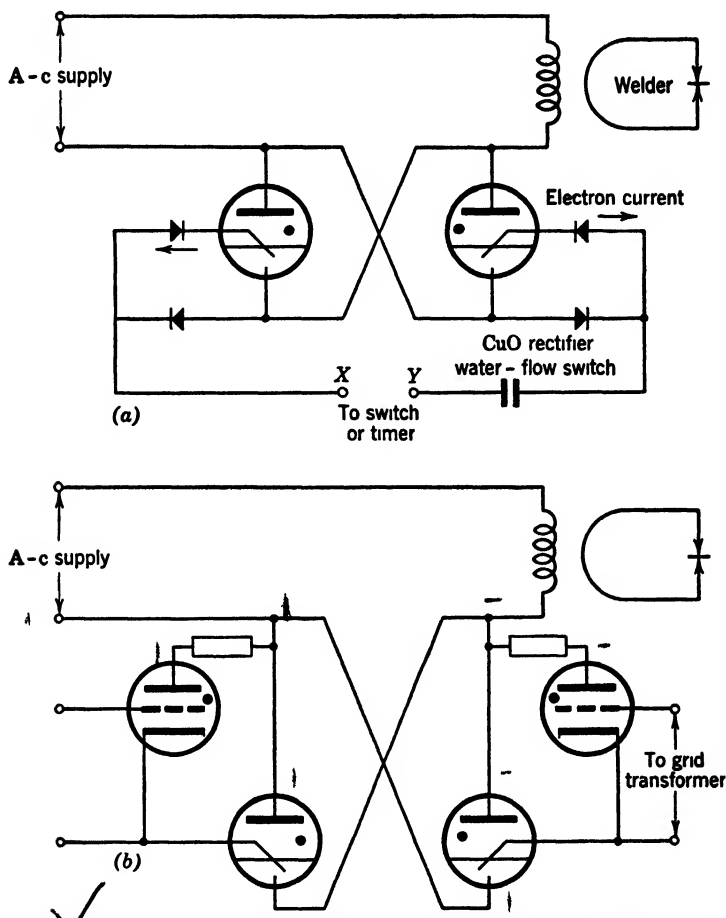 A-c supply
Welder
Electron current
CuO rectifier
water-flow switch
X
Y
To switch
or timer
(a)
A-c supply
To grid
transformer
(b)